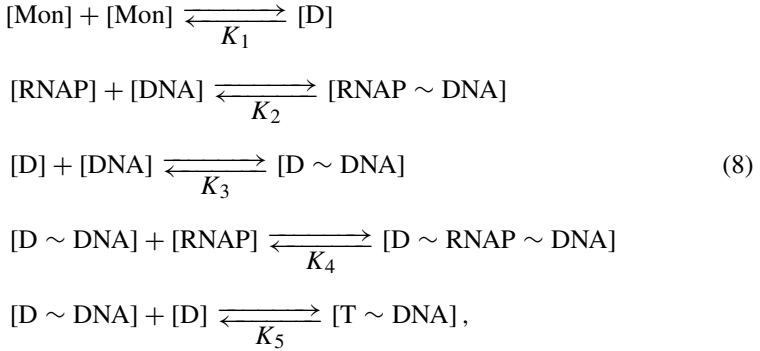 [Mon] + [Mon] ⇌ [D]
K₁
[RNAP] + [DNA] ⇌ [RNAP ∼ DNA]
K₂
[D] + [DNA] ⇌ [D ∼ DNA] (8)
K₃
[D ∼ DNA] + [RNAP] ⇌ [D ∼ RNAP ∼ DNA]
K₄
[D ∼ DNA] + [D] ⇌ [T ∼ DNA] ,
K₅